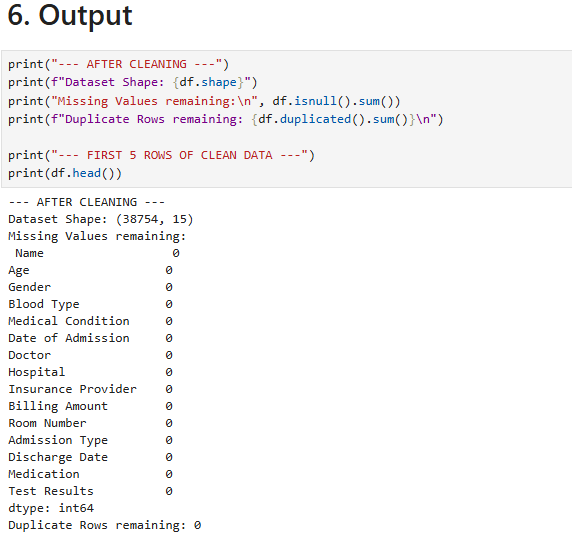 6. Output
print("--- AFTER CLEANING ---")
print(f"Dataset Shape: {df.shape}")
print("Missing Values remaining:\n", df.isnull().sum())
print(f"Duplicate Rows remaining: {df.duplicated().sum()}\n")

print("--- FIRST 5 ROWS OF CLEAN DATA ---")
print(df.head())
--- AFTER CLEANING ---
Dataset Shape: (38754, 15)
Missing Values remaining:
 Name                  0
Age                   0
Gender                0
Blood Type            0
Medical Condition     0
Date of Admission     0
Doctor                0
Hospital              0
Insurance Provider    0
Billing Amount        0
Room Number           0
Admission Type        0
Discharge Date        0
Medication            0
Test Results          0
dtype: int64
Duplicate Rows remaining: 0